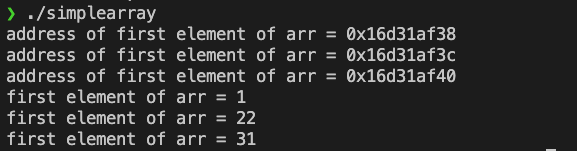 ❯ ./simplearray
address of first element of arr = 0x16d31af38
address of first element of arr = 0x16d31af3c
address of first element of arr = 0x16d31af40
first element of arr = 1
first element of arr = 22
first element of arr = 31